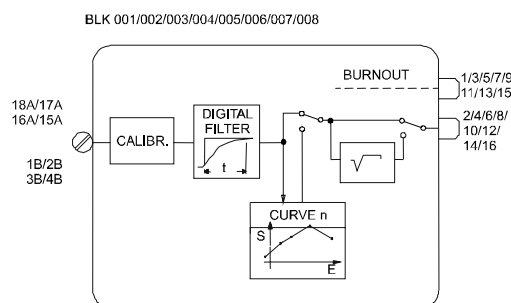 BLK 001/002/003/004/005/006/007/008
BURNOUT
1/3/5/7/9
11/13/15
18A/17A
16A/15A
DIGITAL
FILTER
2/4/6/8/
10/12/
14/16
CALIBR.
t
1B/2B
3B/4B
CURVE n
S
E